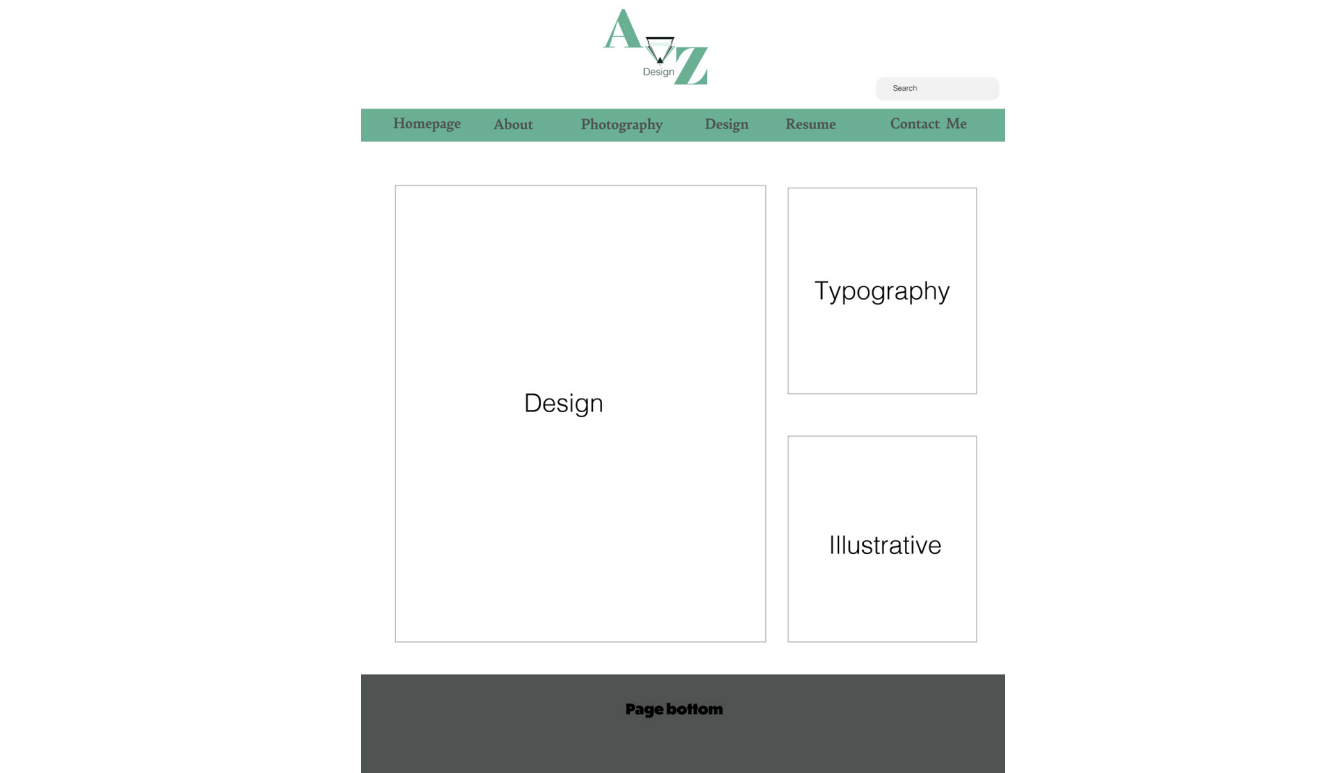 A Z
Design
Search
Homepage About Photography Design Resume Contact Me
Design
Typography
Illustrative
Page bottom